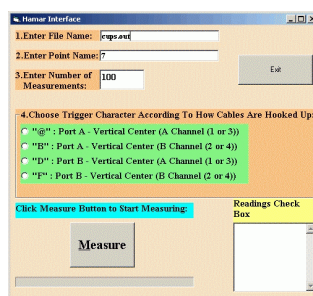 Hamar Interface
1.Enter File Name: cups.out
2.Enter Point Name: 7
3.Enter Number of Measurements: 100
Exit
4.Choose Trigger Character According To How Cables Are Hooked Up:
"@" : Port A - Vertical Center (A Channel (1 or 3))
"B" : Port A - Vertical Center (B Channel (2 or 4))
"D" : Port B - Vertical Center (A Channel (1 or 3))
"F" : Port B - Vertical Center (B Channel (2 or 4))
Click Measure Button to Start Measuring:
Readings Check
Box
Measure